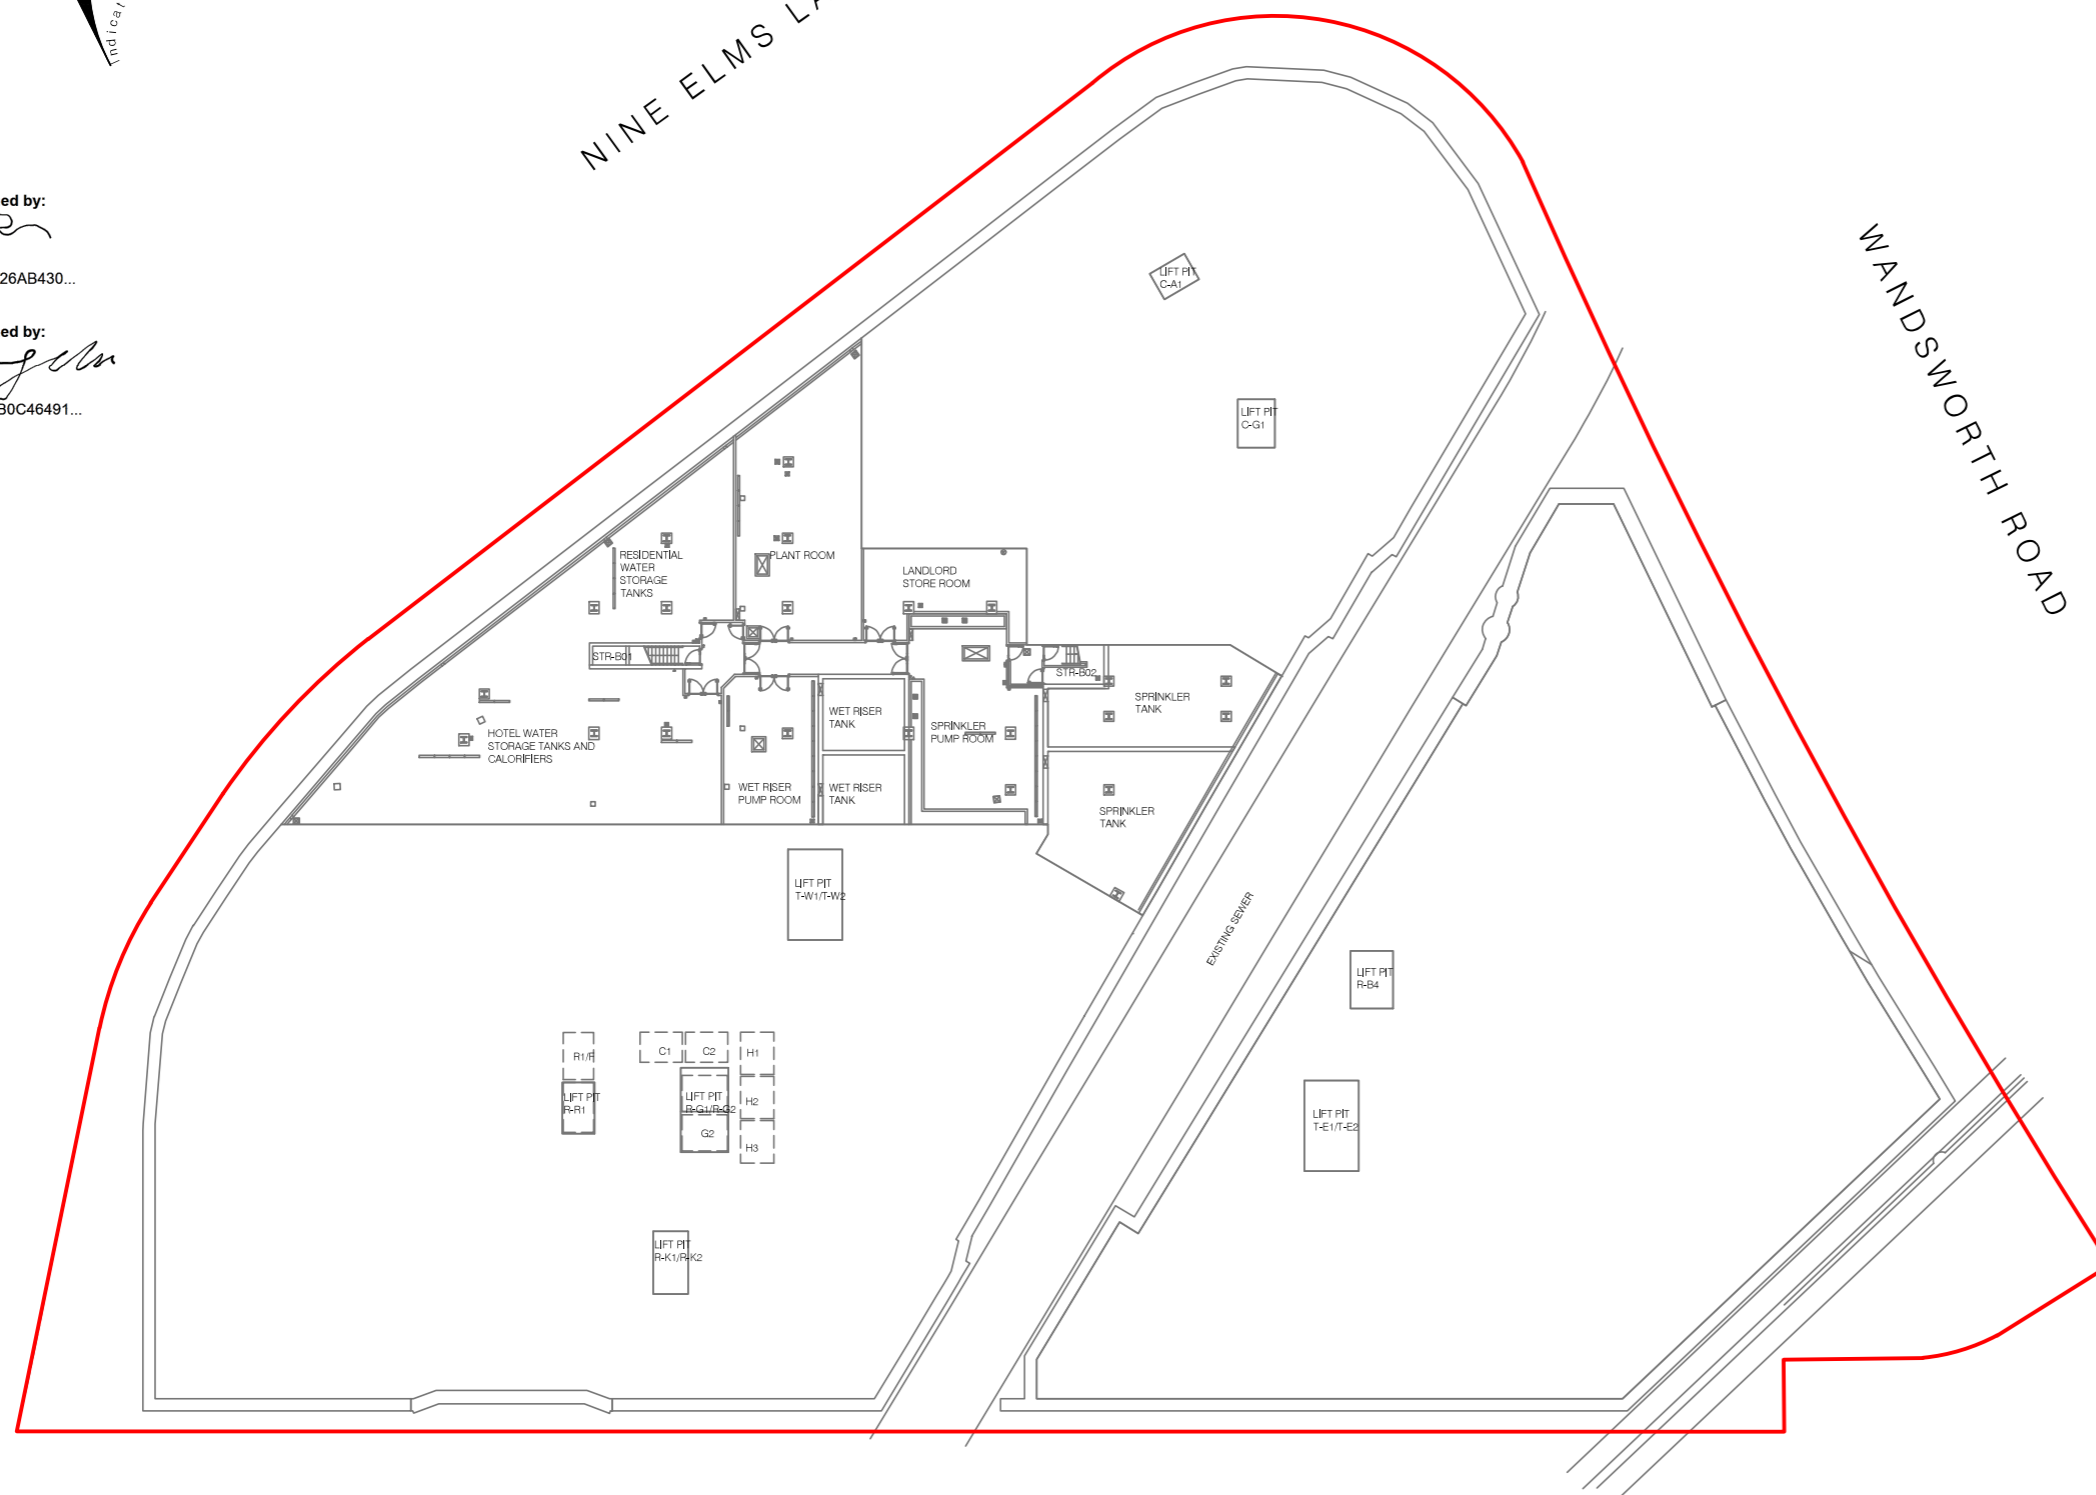 Indicat
NINE ELMS LA
ed by:
26AB430...
ed by:
B0C46491...
WANDSWORTH ROAD
LIFT PIT
C-A1
LIFT PIT
C-G1
RESIDENTIAL
WATER
STORAGE
TANKS
PLANT ROOM
LANDLORD
STORE ROOM
STR-B01
STR-B02
HOTEL WATER
STORAGE TANKS AND
CALORIFIERS
WET RISER
TANK
SPRINKLER
PUMP ROOM
SPRINKLER
TANK
WET RISER
PUMP ROOM
WET RISER
TANK
SPRINKLER
TANK
LIFT PIT
T-W1/T-W2
EXISTING SEWER
LIFT PIT
R-B4
R1/F
C1
C2
H1
LIFT PIT
R-R1
LIFT PIT
R-G1/R-G2
H2
G2
H3
LIFT PIT
T-E1/T-E2
LIFT PIT
R-K1/R-K2